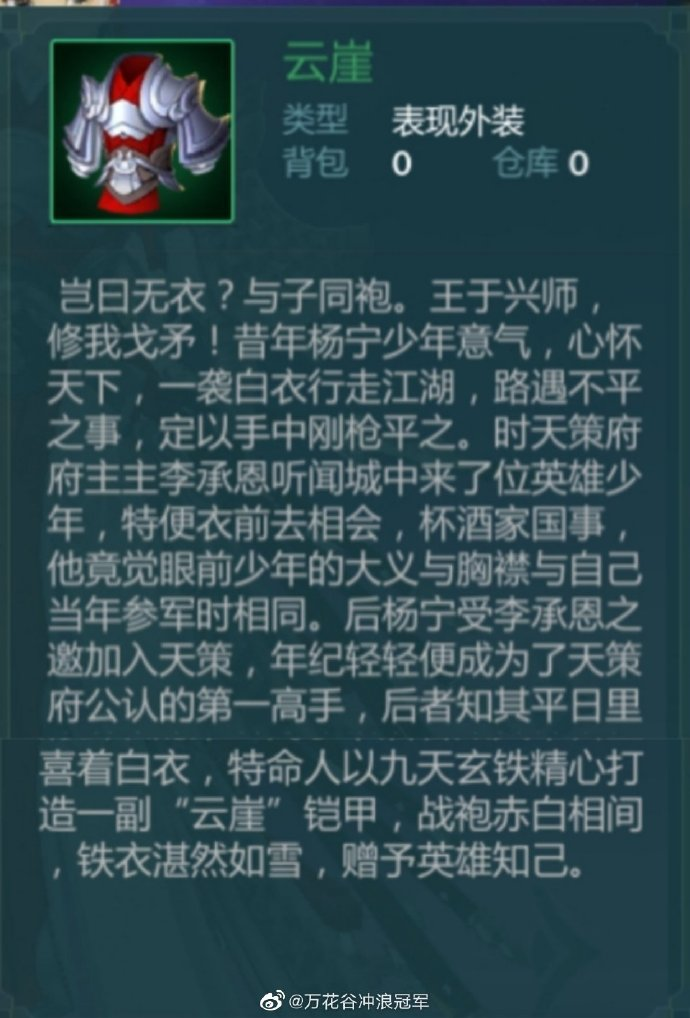 云崖
类型 表现外装
背包 0 仓库 0
岂曰无衣？与子同袍。王于兴师，
修我戈矛！昔年杨宁少年意气，心怀
天下，一袭白衣行走江湖，路遇不平
之事，定以手中刚枪平之。时天策府
府主主李承恩听闻城中来了位英雄少
年，特便衣前去相会，杯酒家国事，
他竟觉眼前少年的大义与胸襟与自己
当年参军时相同。后杨宁受李承恩之
邀加入天策，年纪轻轻便成为了天策
府公认的第一高手，后者知其平日里
喜着白衣，特命人以九天玄铁精心打
造一副“云崖”铠甲，战袍赤白相间
，铁衣湛然如雪，赠予英雄知己。
@万花谷冲浪冠军